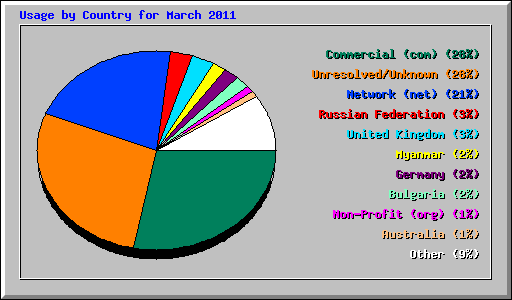 Usage by Country for March 2011
Commercial (com) (28%)
Unresolved/Unknown (28%)
Network (net) (21%)
Russian Federation (3%)
United Kingdom (3%)
Myanmar (2%)
Germany (2%)
Bulgaria (2%)
Non-Profit (org) (1%)
Australia (1%)
Other (9%)